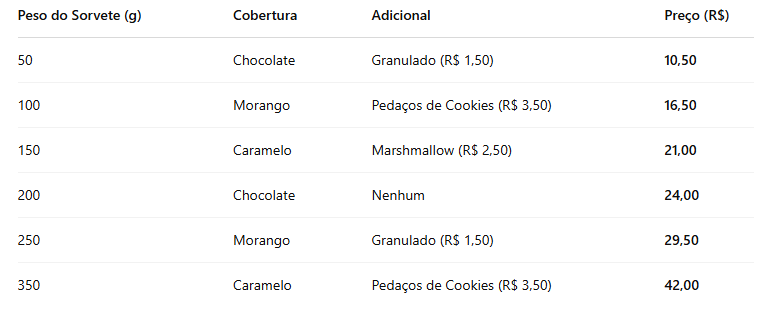 Peso do Sorvete (g) Cobertura Adicional Preço (R$)
50 Chocolate Granulado (R$ 1,50) 10,50
100 Morango Pedaços de Cookies (R$ 3,50) 16,50
150 Caramelo Marshmallow (R$ 2,50) 21,00
200 Chocolate Nenhum 24,00
250 Morango Granulado (R$ 1,50) 29,50
350 Caramelo Pedaços de Cookies (R$ 3,50) 42,00